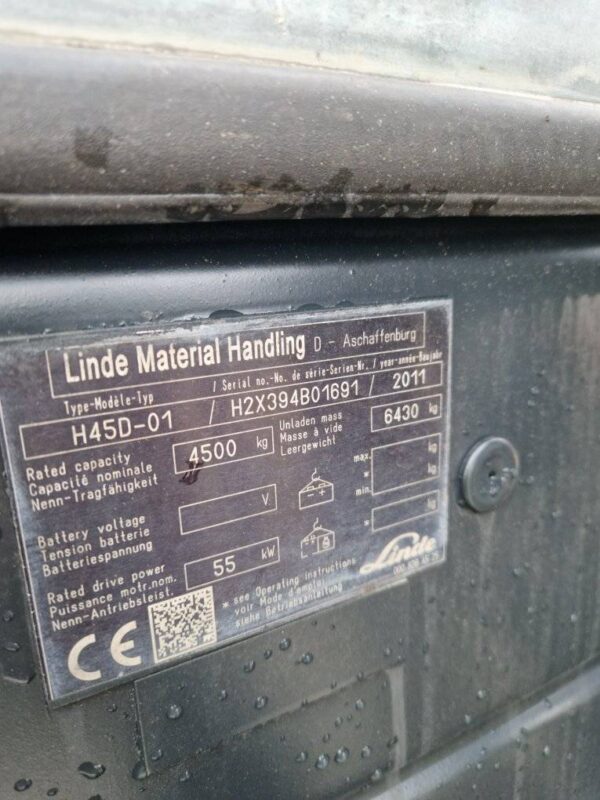 Linde Material Handling D - Aschaffenburg
Type-Modèle-Typ / Serial no.-No. de série-Serien-Nr. / year-année-Baujahr
H45D-01 / H2X394B01691 / 2011
Rated capacity
Capacité nominale
Nenn-Tragfähigkeit
4500 kg
Unladen mass
Masse à vide
Leergewicht
6430 kg
Battery voltage
Tension batterie
Batteriespannung
V
max.
*
min.
kg
kg
*
kg
Rated drive power
Puissance motr.nom.
Nenn-Antriebsleist.
55 kW
* see Operating instructions
voir Mode d'emploi
siehe Betriebsanleitung
CE
Linde